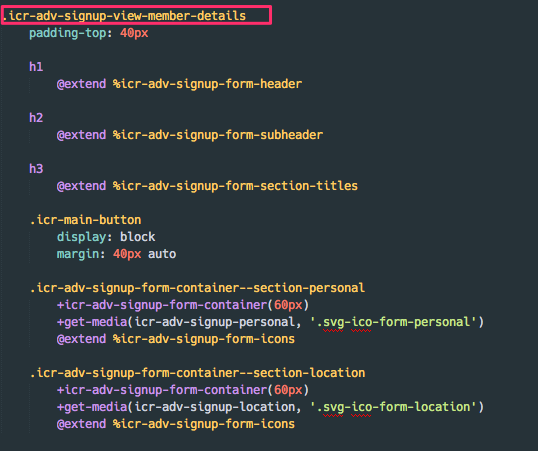 .icr-adv-signup-view-member-details
padding-top: 40px
h1
@extend %icr-adv-signup-form-header
h2
@extend %icr-adv-signup-form-subheader
h3
@extend %icr-adv-signup-form-section-titles
.icr-main-button
display: block
margin: 40px auto
.icr-adv-signup-form-container--section-personal
+icr-adv-signup-form-container(60px)
+get-media(icr-adv-signup-personal, '.svg-ico-form-personal')
@extend %icr-adv-signup-form-icons
.icr-adv-signup-form-container--section-location
+icr-adv-signup-form-container(60px)
+get-media(icr-adv-signup-location, '.svg-ico-form-location')
@extend %icr-adv-signup-form-icons